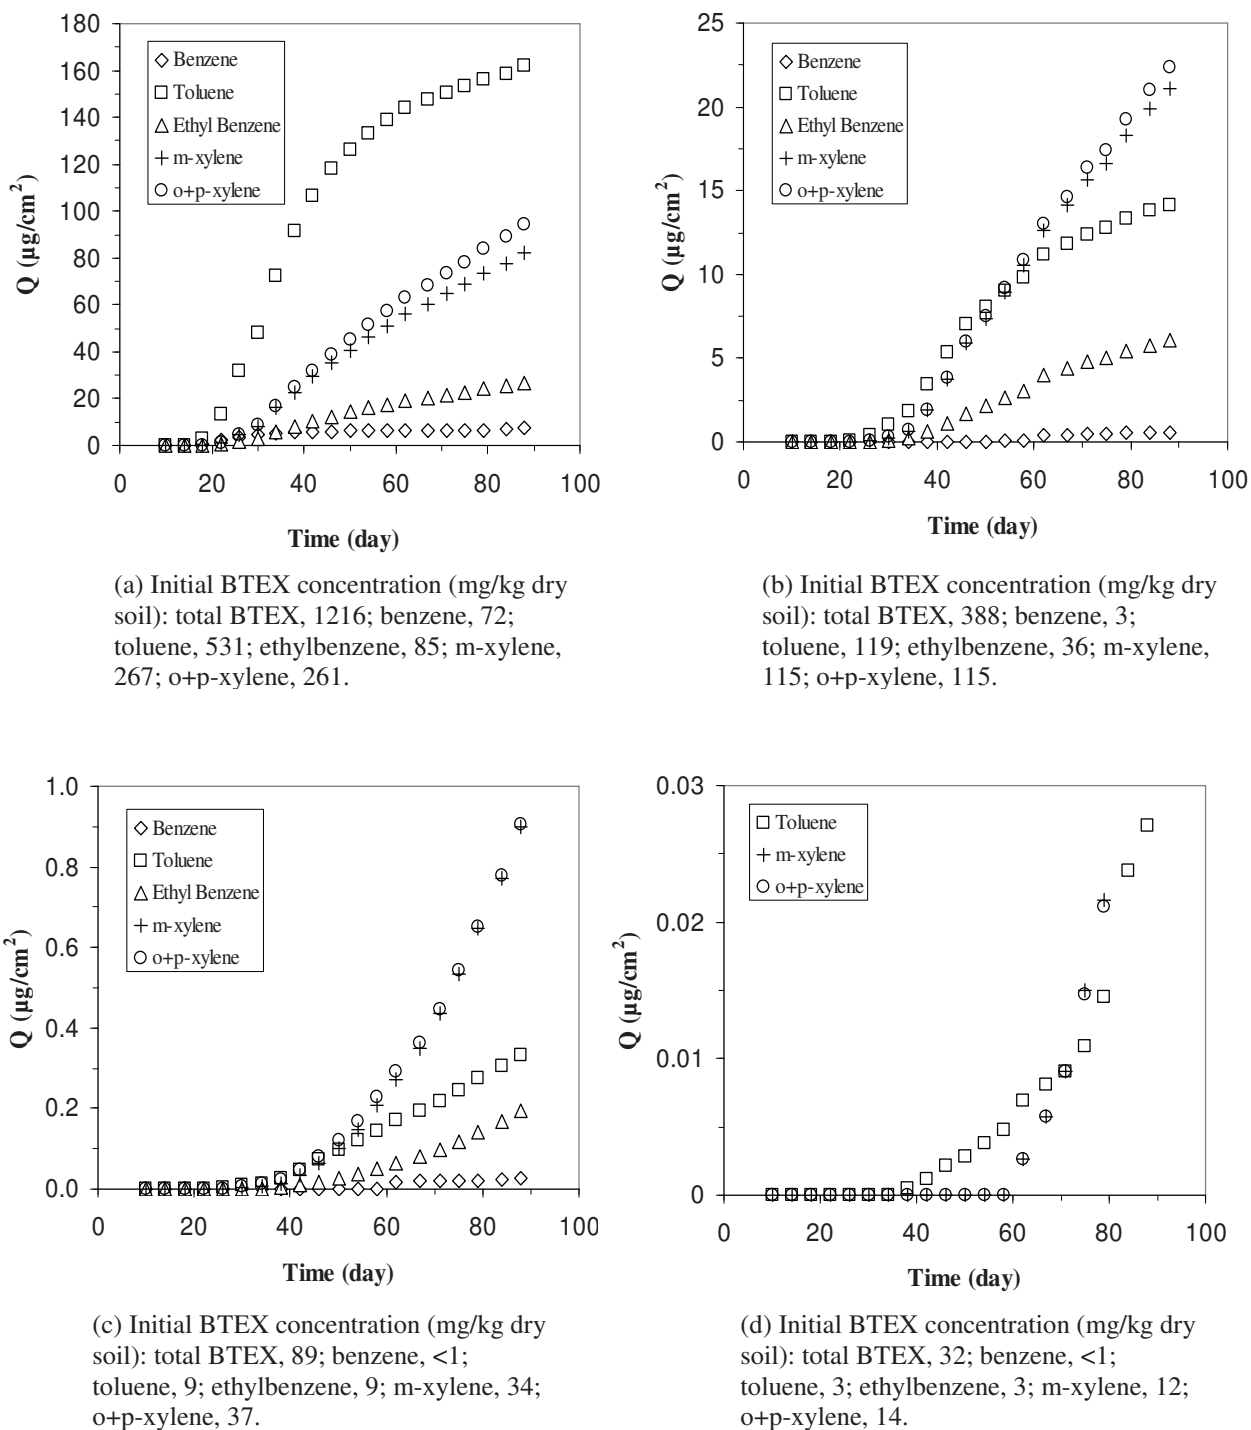 180
160
140
120
100
80
60
40
20
0
Q (µg/cm²)
Benzene
Toluene
Ethyl Benzene
m-xylene
o+p-xylene
0 20 40 60 80 100
Time (day)
(a) Initial BTEX concentration (mg/kg dry
soil): total BTEX, 1216; benzene, 72;
toluene, 531; ethylbenzene, 85; m-xylene,
267; o+p-xylene, 261.
25
20
15
10
5
0
Q (µg/cm²)
Benzene
Toluene
Ethyl Benzene
m-xylene
o+p-xylene
0 20 40 60 80 100
Time (day)
(b) Initial BTEX concentration (mg/kg dry
soil): total BTEX, 388; benzene, 3;
toluene, 119; ethylbenzene, 36; m-xylene,
115; o+p-xylene, 115.
1.0
0.8
0.6
0.4
0.2
0.0
Q (µg/cm²)
Benzene
Toluene
Ethyl Benzene
m-xylene
o+p-xylene
0 20 40 60 80 100
Time (day)
(c) Initial BTEX concentration (mg/kg dry
soil): total BTEX, 89; benzene, <1;
toluene, 9; ethylbenzene, 9; m-xylene, 34;
o+p-xylene, 37.
0.03
0.02
0.01
0
Q (µg/cm²)
Toluene
m-xylene
o+p-xylene
0 20 40 60 80 100
Time (day)
(d) Initial BTEX concentration (mg/kg dry
soil): total BTEX, 32; benzene, <1;
toluene, 3; ethylbenzene, 3; m-xylene, 12;
o+p-xylene, 14.